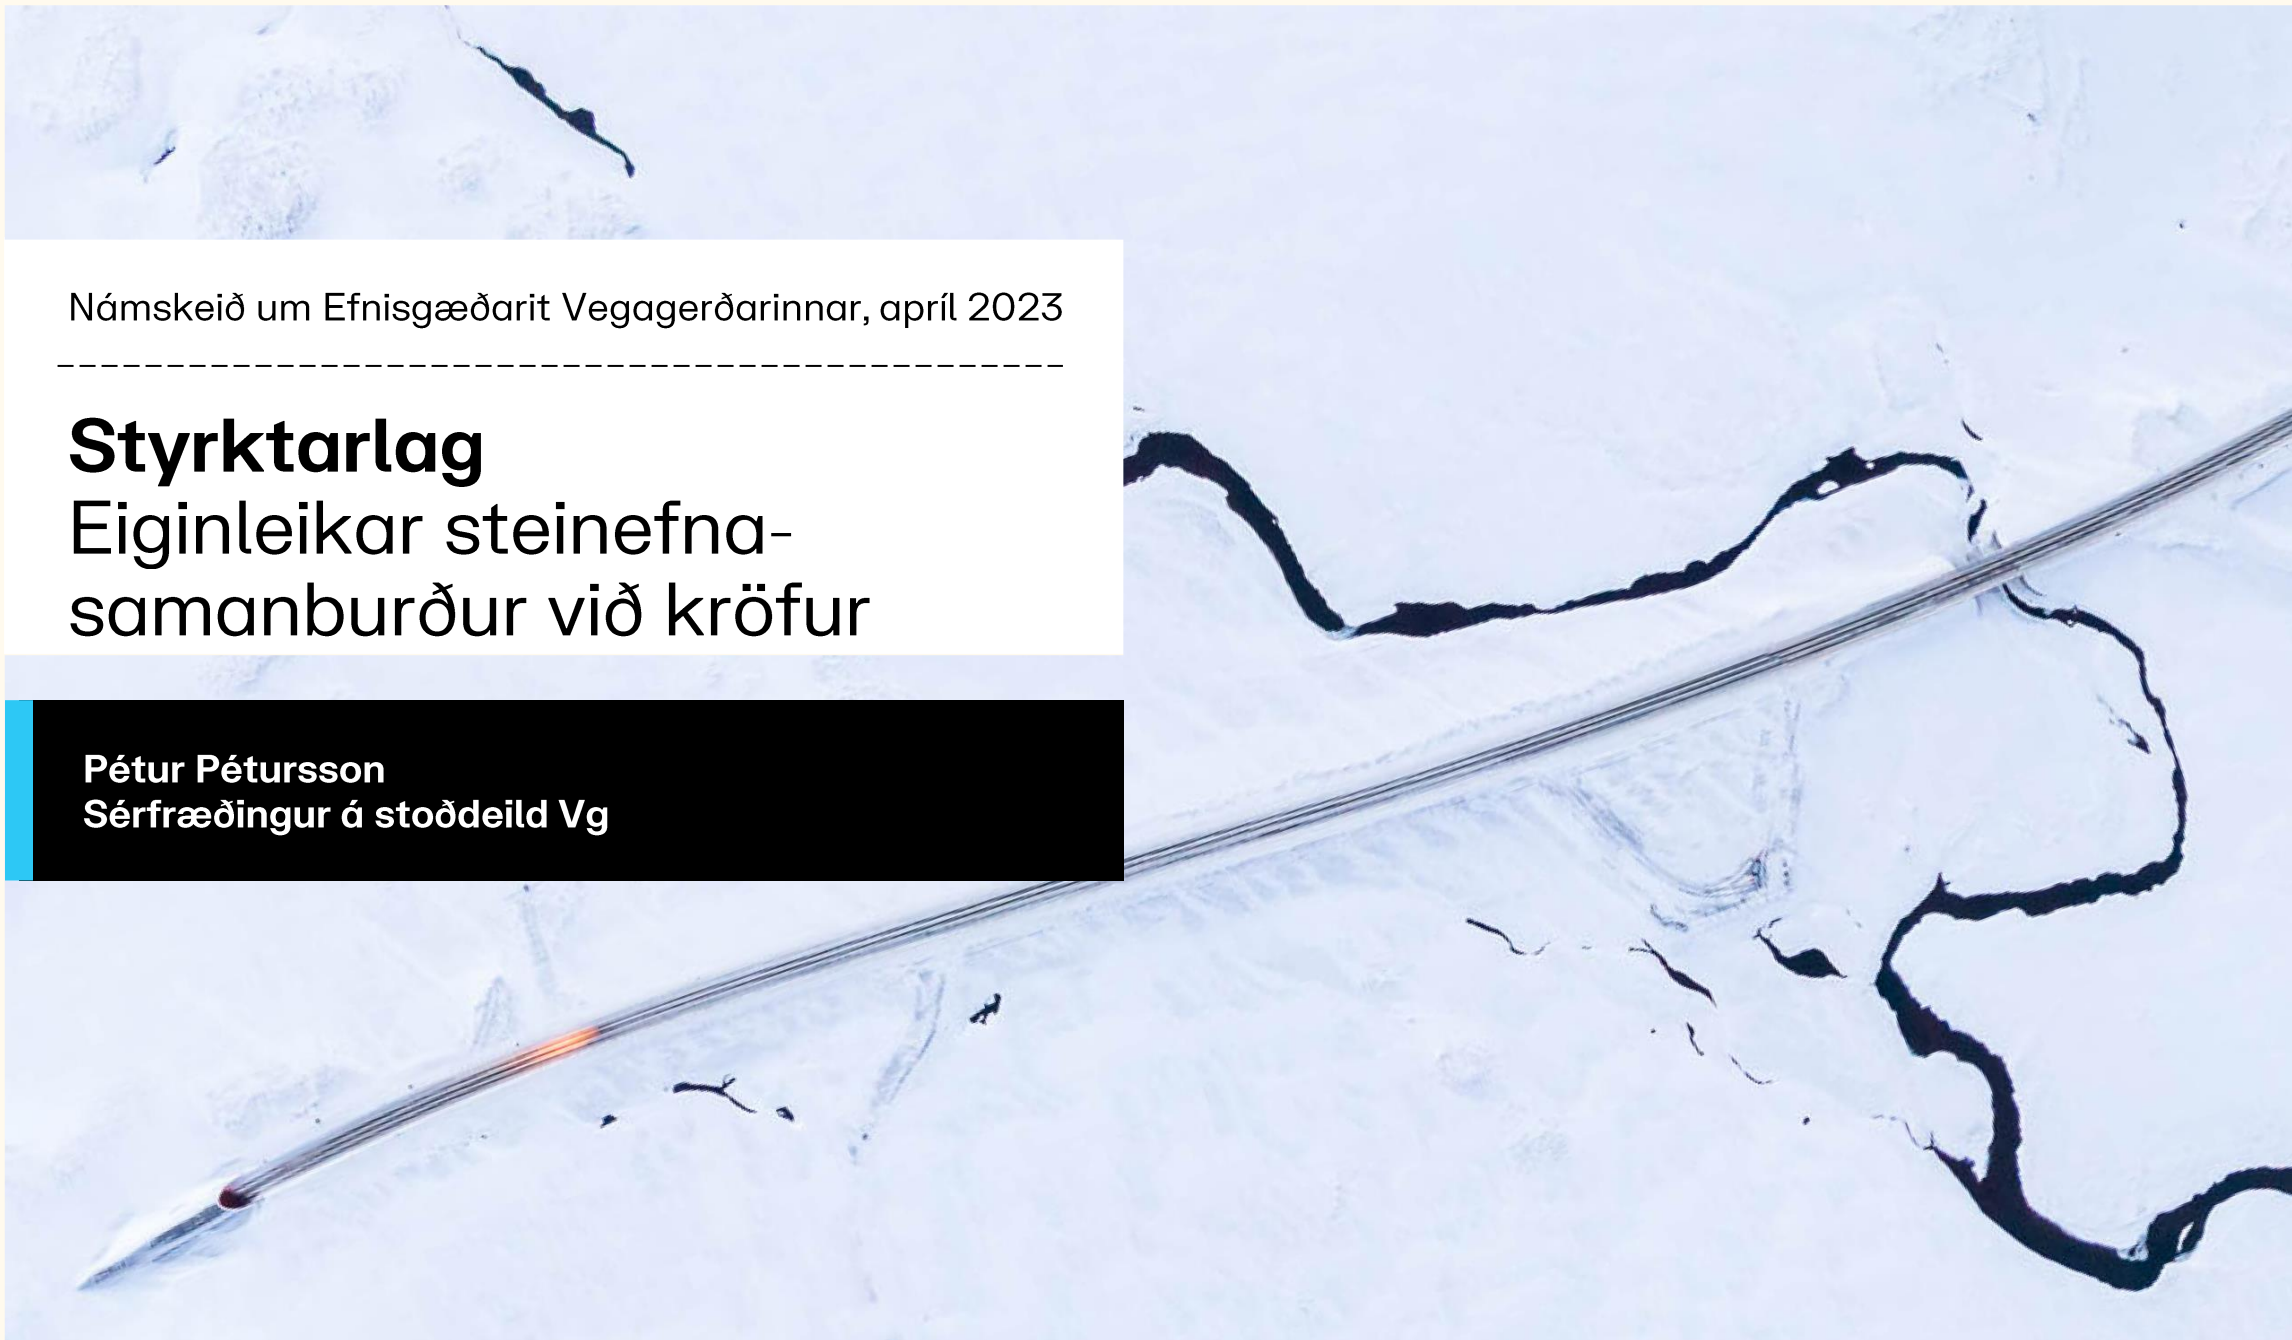 Námskeið um Efnisgæðarit Vegagerðarinnar, apríl 2023
Styrktarlag
Eiginleikar steinefna-
samanburður við kröfur
Pétur Pétursson
Sérfræðingur á stoðdeild Vg